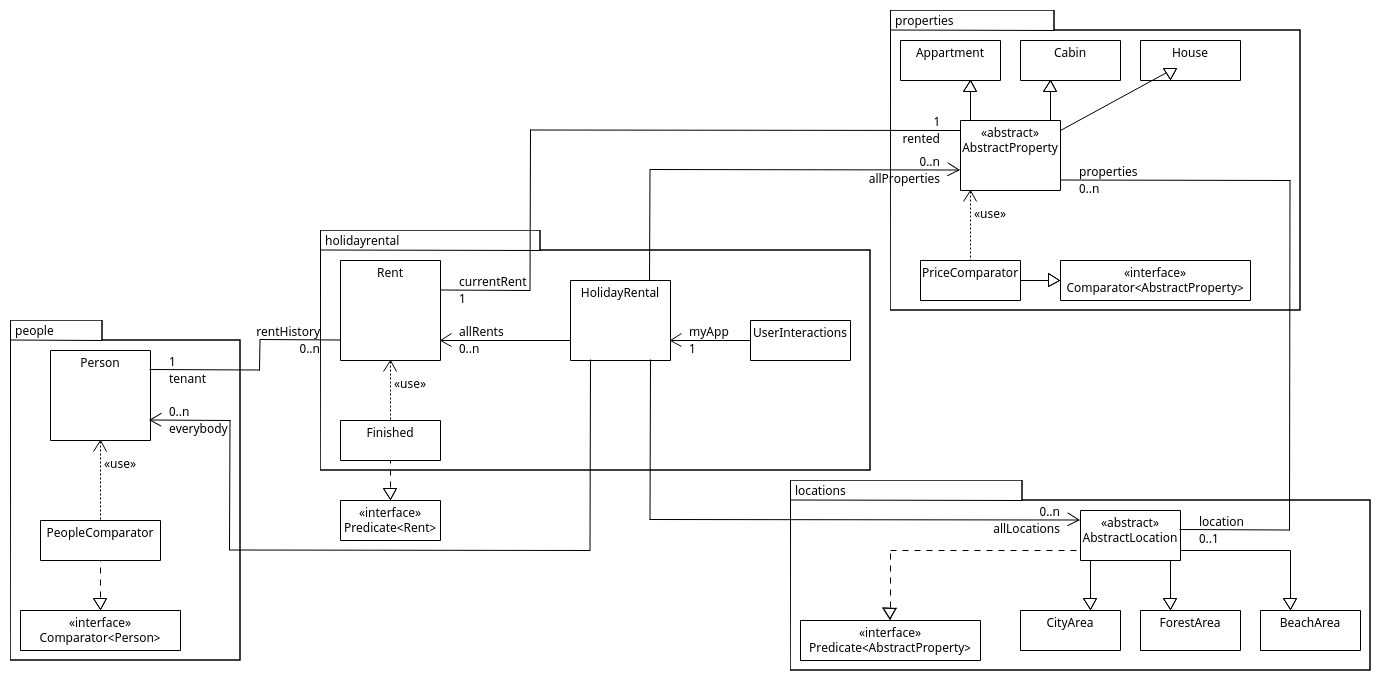 properties
Appartment
Cabin
House
1
rented
«abstract»
AbstractProperty
0..n
allProperties
properties
0..n
«use»
PriceComparator
«interface»
Comparator<AbstractProperty>
holidayrental
Rent
currentRent
1
HolidayRental
allRents
0..n
myApp
1
UserInteractions
rentHistory
0..n
«use»
Finished
«interface»
Predicate<Rent>
people
Person
1
tenant
0..n
everybody
«use»
PeopleComparator
«interface»
Comparator<Person>
locations
0..n
allLocations
«abstract»
AbstractLocation
location
0..1
«interface»
Predicate<AbstractProperty>
CityArea
ForestArea
BeachArea